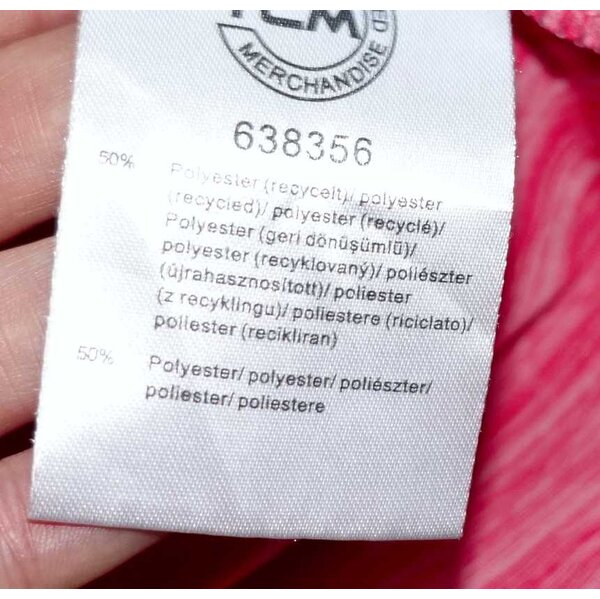 TCM
ED
MERCHANDISE
638356
50% Polyester (recycelt)/ polyester
(recycled)/ polyester (recyclé)/
Polyester (geri dönüşümlü)/
polyester (recyklovaný)/ poliészter
(újrahasznosított)/ poliester
(z recyklingu)/ poliestere (riciclato)/
poliester (recikliran)
50% Polyester/ polyester/ poliészter/
poliester/ poliestere